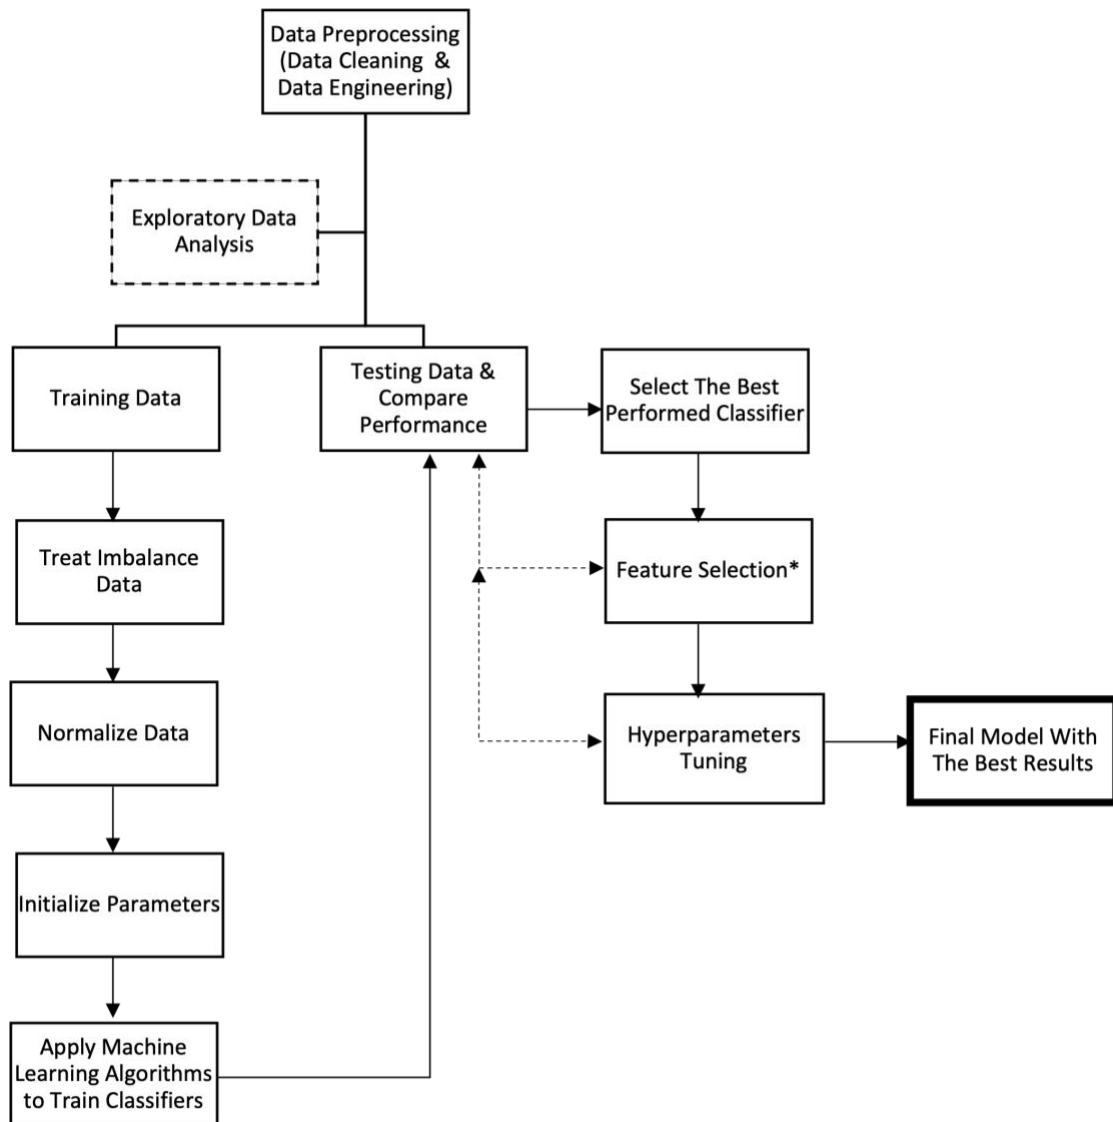 Data Preprocessing
(Data Cleaning &
Data Engineering)
Exploratory Data
Analysis
Training Data
Testing Data &
Compare
Performance
Select The Best
Performed Classifier
Treat Imbalance
Data
Feature Selection*
Normalize Data
Hyperparameters
Tuning
Final Model With
The Best Results
Initialize Parameters
Apply Machine
Learning Algorithms
to Train Classifiers